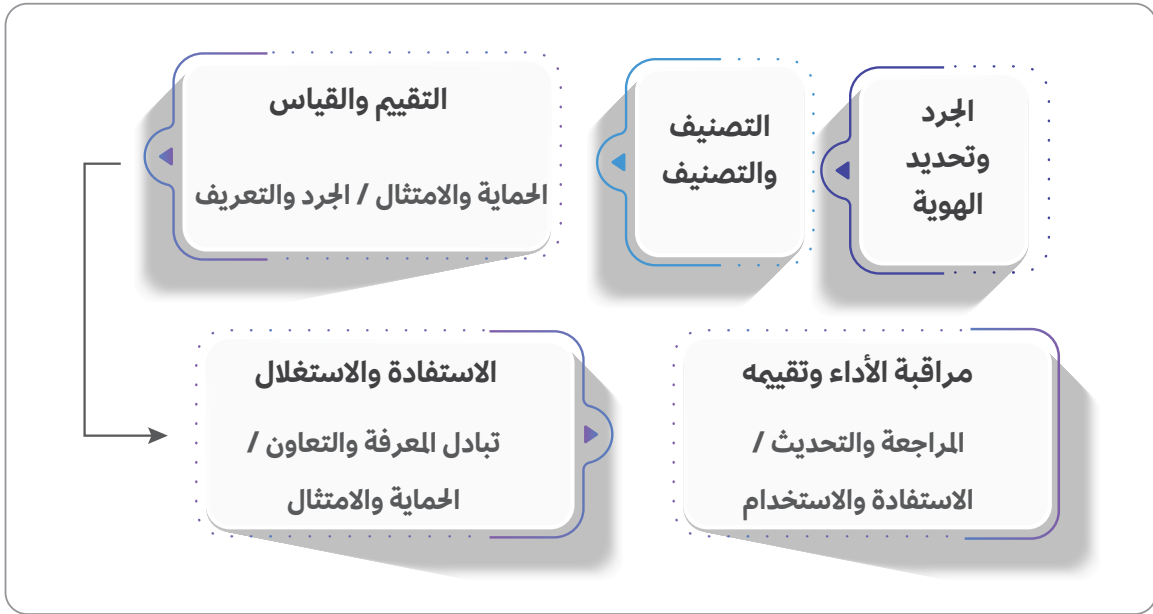 الجرد
وتحديد
الهوية
التصنيف
والتصنيف
التقييم والقياس
الحماية والامتثال / الجرد والتعريف
الاستفادة والاستغلال
تبادل المعرفة والتعاون /
الحماية والامتثال
مراقبة الأداء وتقييمه
المراجعة والتحديث /
الاستفادة والاستخدام